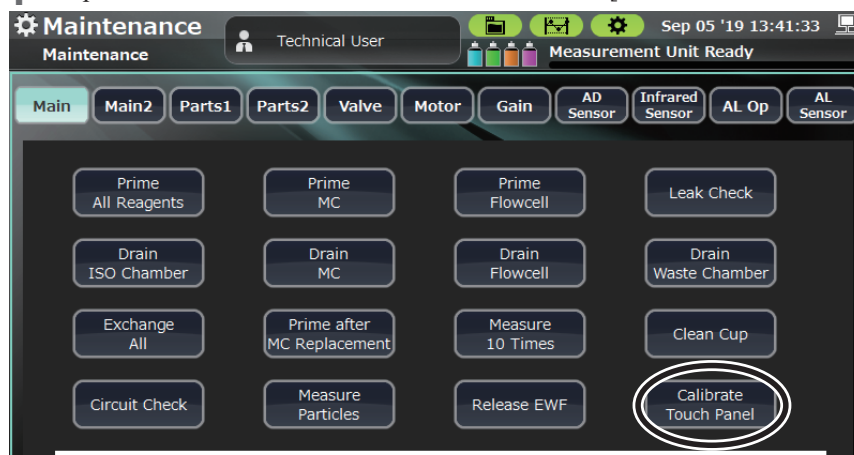 Maintenance
Technical User
Sep 05 '19 13:41:33
Maintenance
Measurement Unit Ready
Main Main2 Parts1 Parts2 Valve Motor Gain AD Sensor Infrared Sensor AL Op AL Sensor
Prime All Reagents
Prime MC
Prime Flowcell
Leak Check
Drain ISO Chamber
Drain MC
Drain Flowcell
Drain Waste Chamber
Exchange All
Prime after MC Replacement
Measure 10 Times
Clean Cup
Circuit Check
Measure Particles
Release EWF
Calibrate Touch Panel